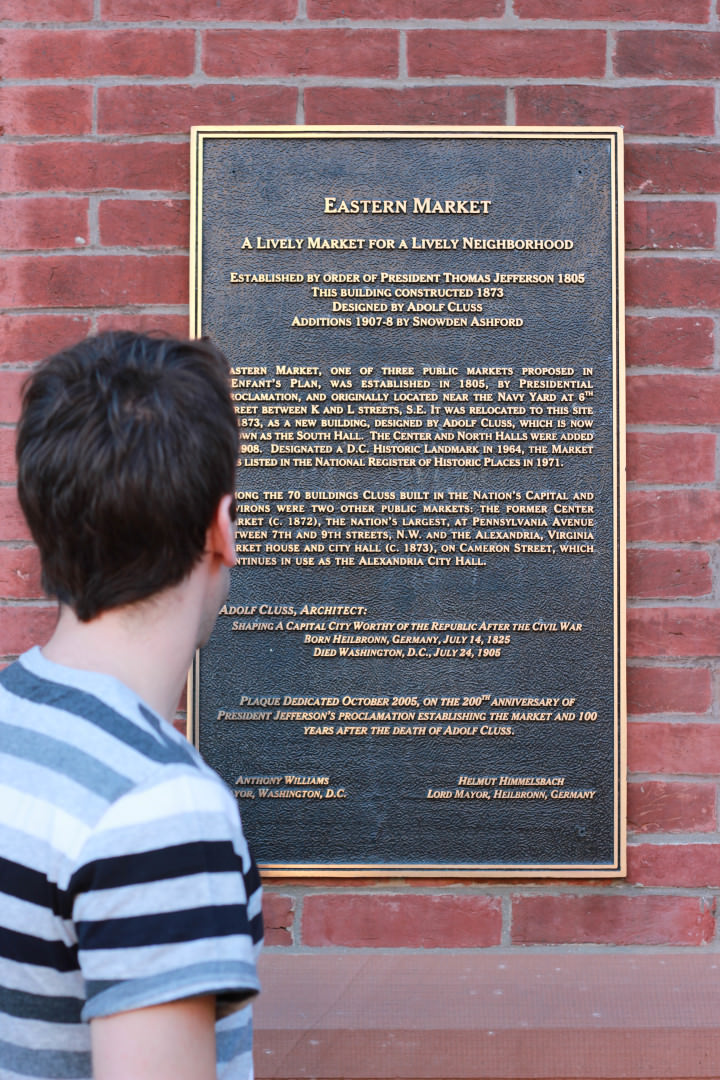 Eastern Market
A Lively Market for a Lively Neighborhood
Established by order of President Thomas Jefferson 1805
This building constructed 1873
Designed by Adolf Cluss
Additions 1907-8 by Snowden Ashford
astern Market, one of three public markets proposed in
Enfant's Plan, was established in 1805, by Presidential
roclamation, and originally located near the Navy Yard at 6th
reet between K and L streets, S.E. It was relocated to this site
1873, as a new building, designed by Adolf Cluss, which is now
own as the South Hall. The Center and North Halls were added
908. Designated a D.C. Historic Landmark in 1964, the Market
s listed in the National Register of Historic Places in 1971.
ong the 70 buildings Cluss built in the Nation's Capital and
virons were two other public markets: the former Center
arket (c. 1872), the nation's largest, at Pennsylvania Avenue
tween 7th and 9th streets, N.W. and the Alexandria, Virginia
rket House and city hall (c. 1873), on Cameron Street, which
ntinues in use as the Alexandria City Hall.
Adolf Cluss, Architect:
Shaping A Capital City Worthy of the Republic After the Civil War
Born Heilbronn, Germany, July 14, 1825
Died Washington, D.C., July 24, 1905
Plaque Dedicated October 2005, on the 200th anniversary of
President Jefferson's proclamation establishing the market and 100
years after the death of Adolf Cluss.
Anthony Williams Helmut Himmelsbach
yor, Washington, D.C. Lord Mayor, Heilbronn, Germany